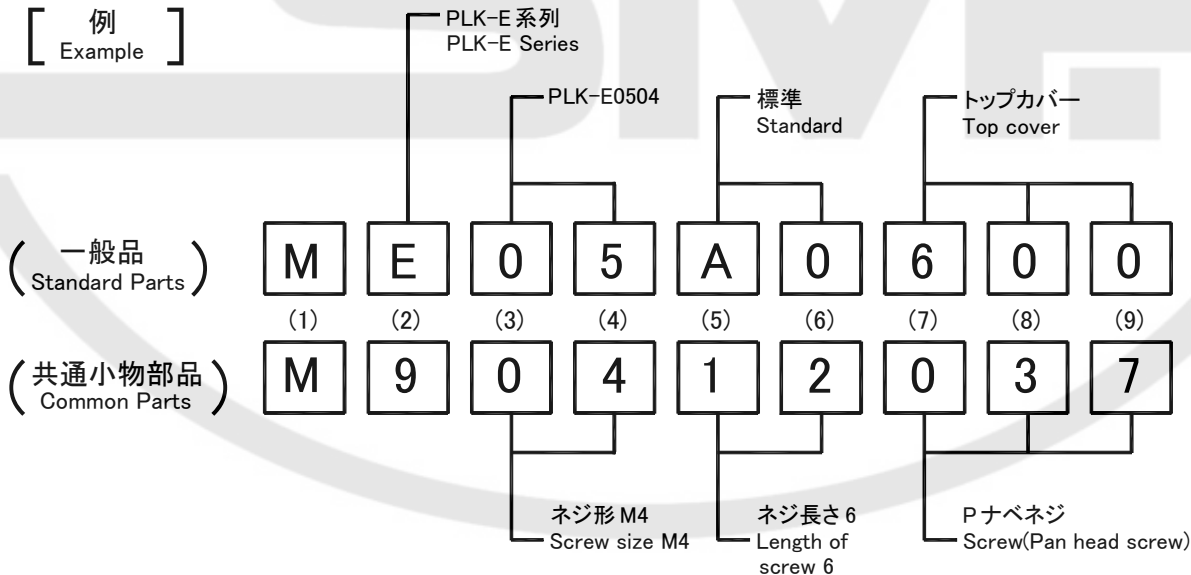 例
Example
PLK-E系列
PLK-E Series
PLK-E0504
標準
Standard
トップカバー
Top cover
一般品
Standard Parts
M E 0 5 A 0 6 0 0
(1) (2) (3) (4) (5) (6) (7) (8) (9)
共通小物部品
Common Parts
M 9 0 4 1 2 0 3 7
ネジ形 M4
Screw size M4
ネジ長さ 6
Length of
screw 6
Pナベネジ
Screw(Pan head screw)